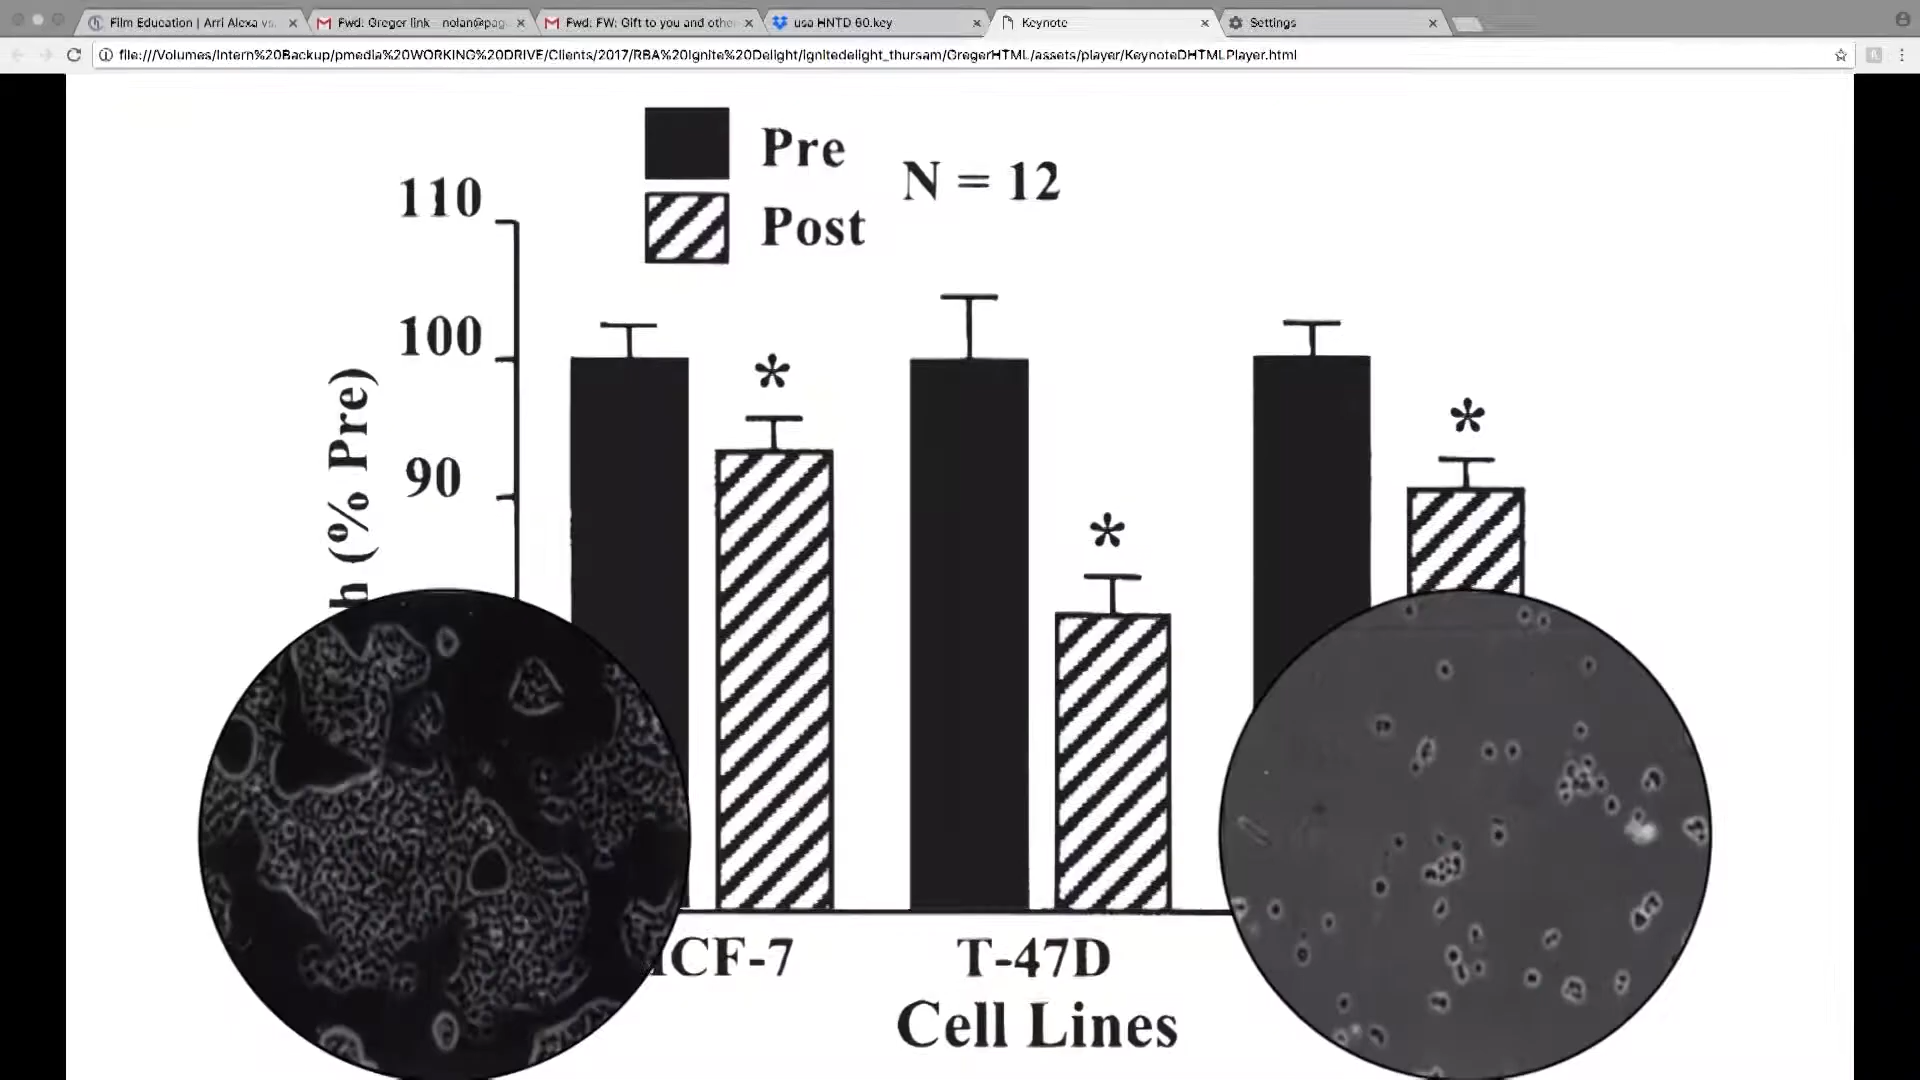 Film Education | Arri Alexa vs.
Fwd: Greger link - nolan@pag
Fwd: FW: Gift to you and other
usa HNTD 60.key
Keynote
Settings
file:///Volumes/Intern%20Backup/pmedia%20WORKING%20DRIVE/Clients/2017/RBA%20Ignite%20Delight/ignitedelight_thursam/GregerHTML/assets/player/KeynoteDHTMLPlayer.html
Pre
N = 12
Post
110
100
90
h (% Pre)
* * *
CF-7
T-47D
Cell Lines